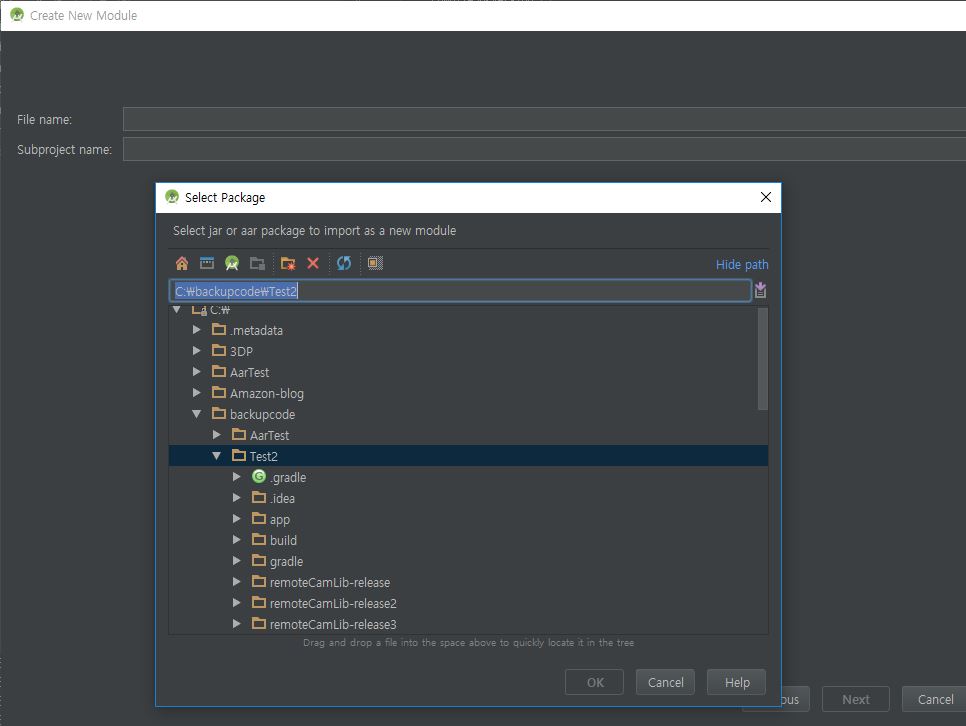 Create New Module
File name:
Subproject name:
Select Package
Select jar or aar package to import as a new module
Hide path
C:₩backupcode₩Test2
C:₩
.metadata
3DP
AarTest
Amazon-blog
backupcode
AarTest
Test2
.gradle
.idea
app
build
gradle
remoteCamLib-release
remoteCamLib-release2
remoteCamLib-release3
Drag and drop a file into the space above to quickly locate it in the tree
OK
Cancel
Help
ous
Next
Cancel